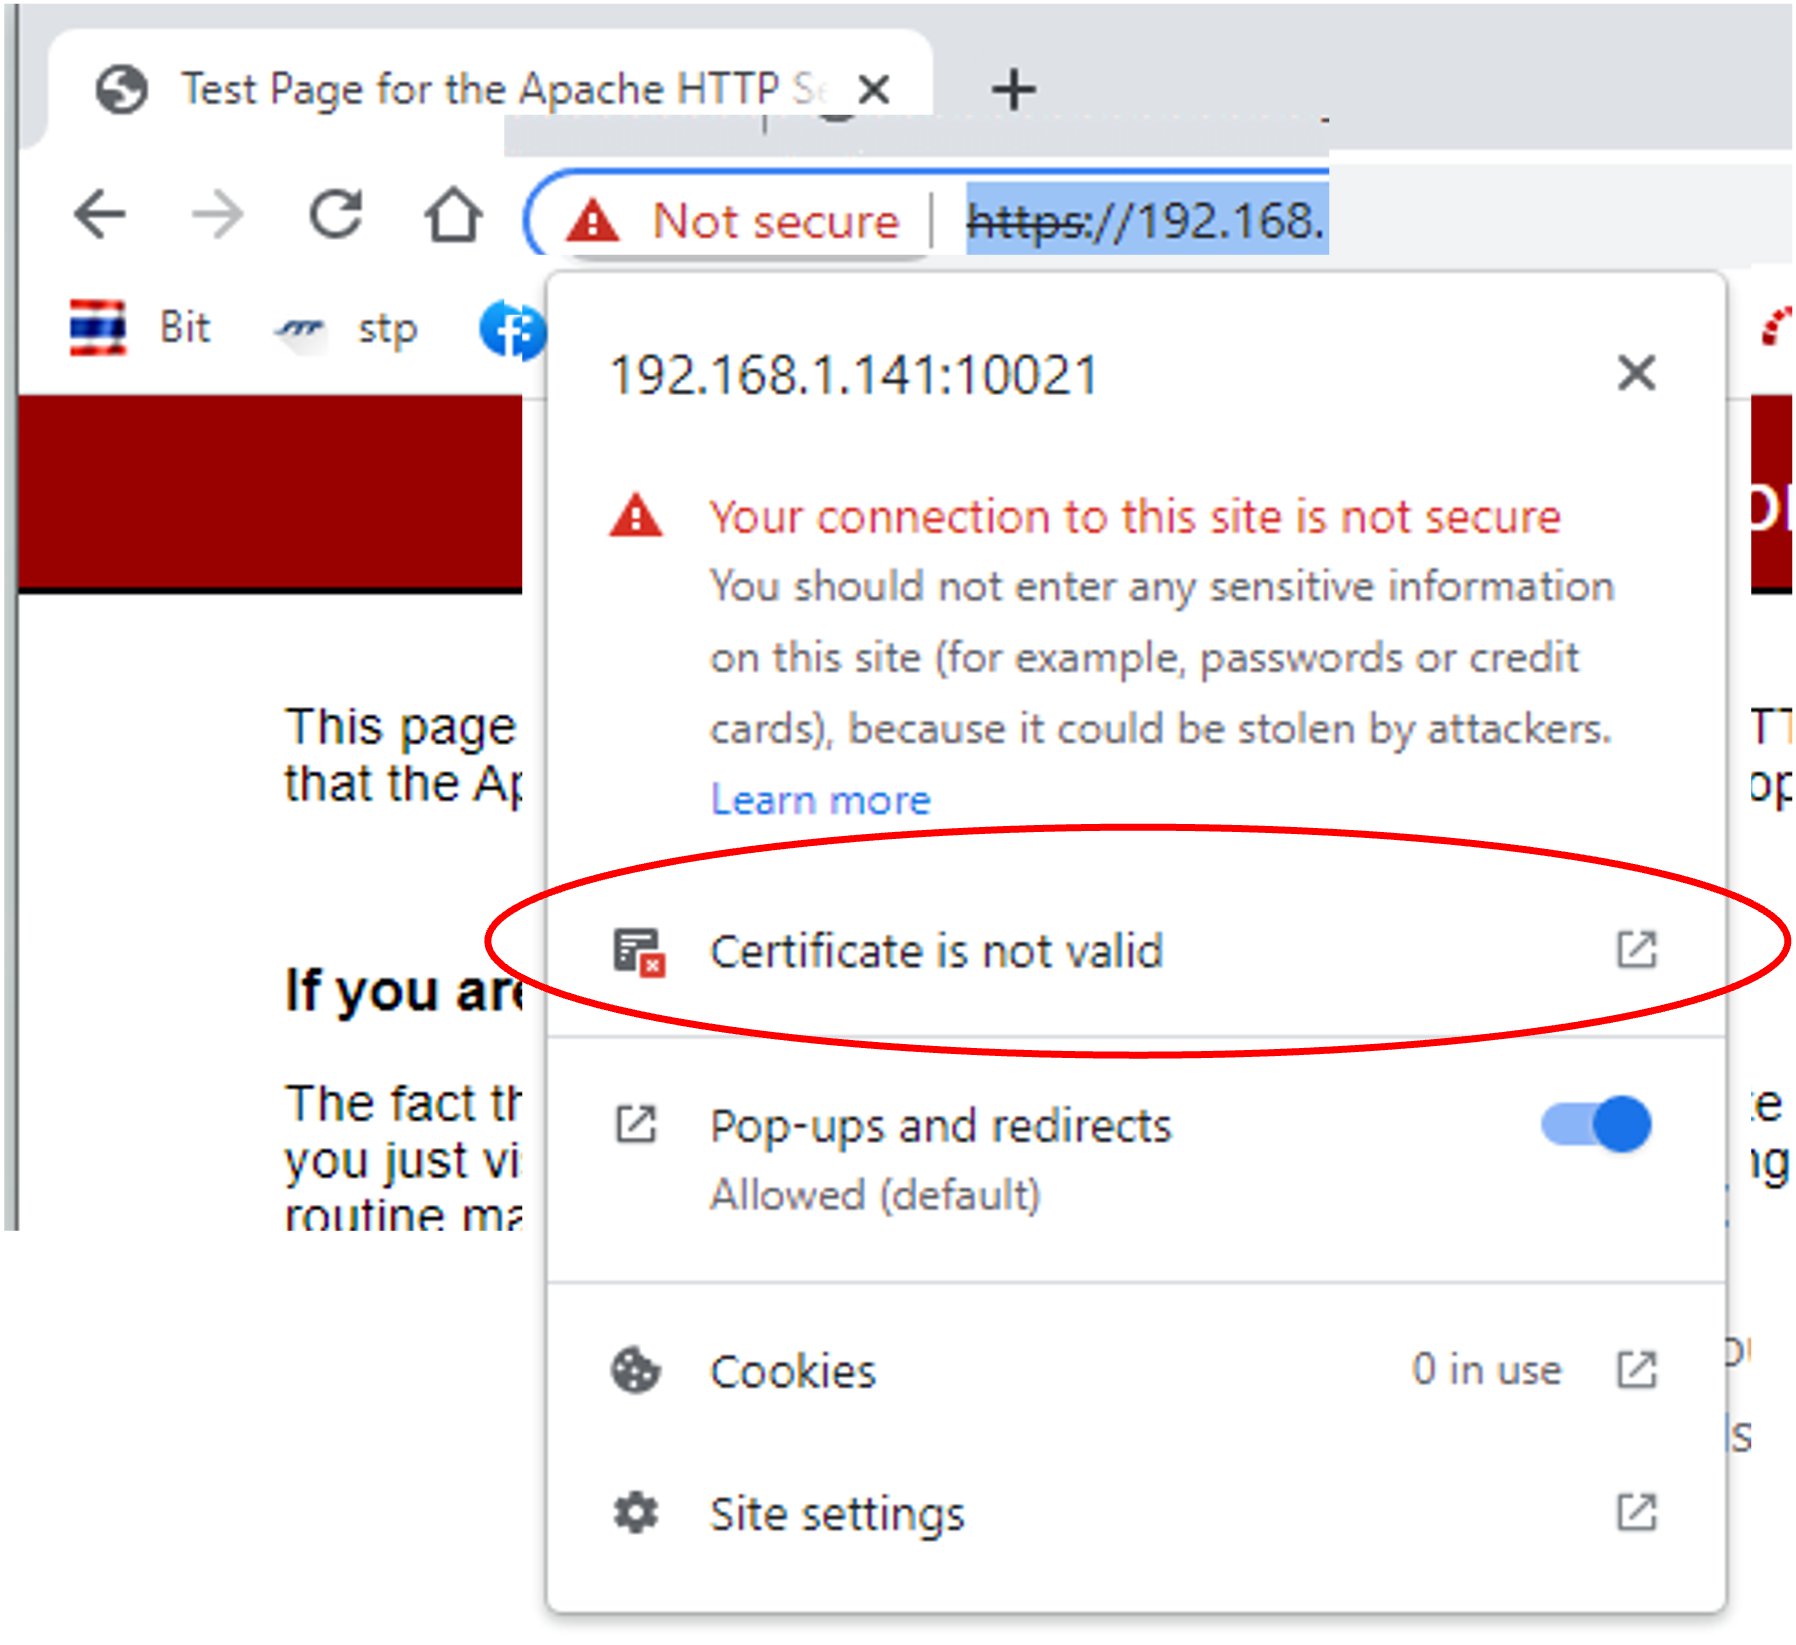 Test Page for the Apache HTTP Se
Not secure | https://192.168.
Bit stp
192.168.1.141:10021
Your connection to this site is not secure
You should not enter any sensitive information
on this site (for example, passwords or credit
cards), because it could be stolen by attackers.
Learn more
Certificate is not valid
Pop-ups and redirects
Allowed (default)
Cookies 0 in use
Site settings
This page
that the Ap
If you are
The fact th
you just vi
routine ma